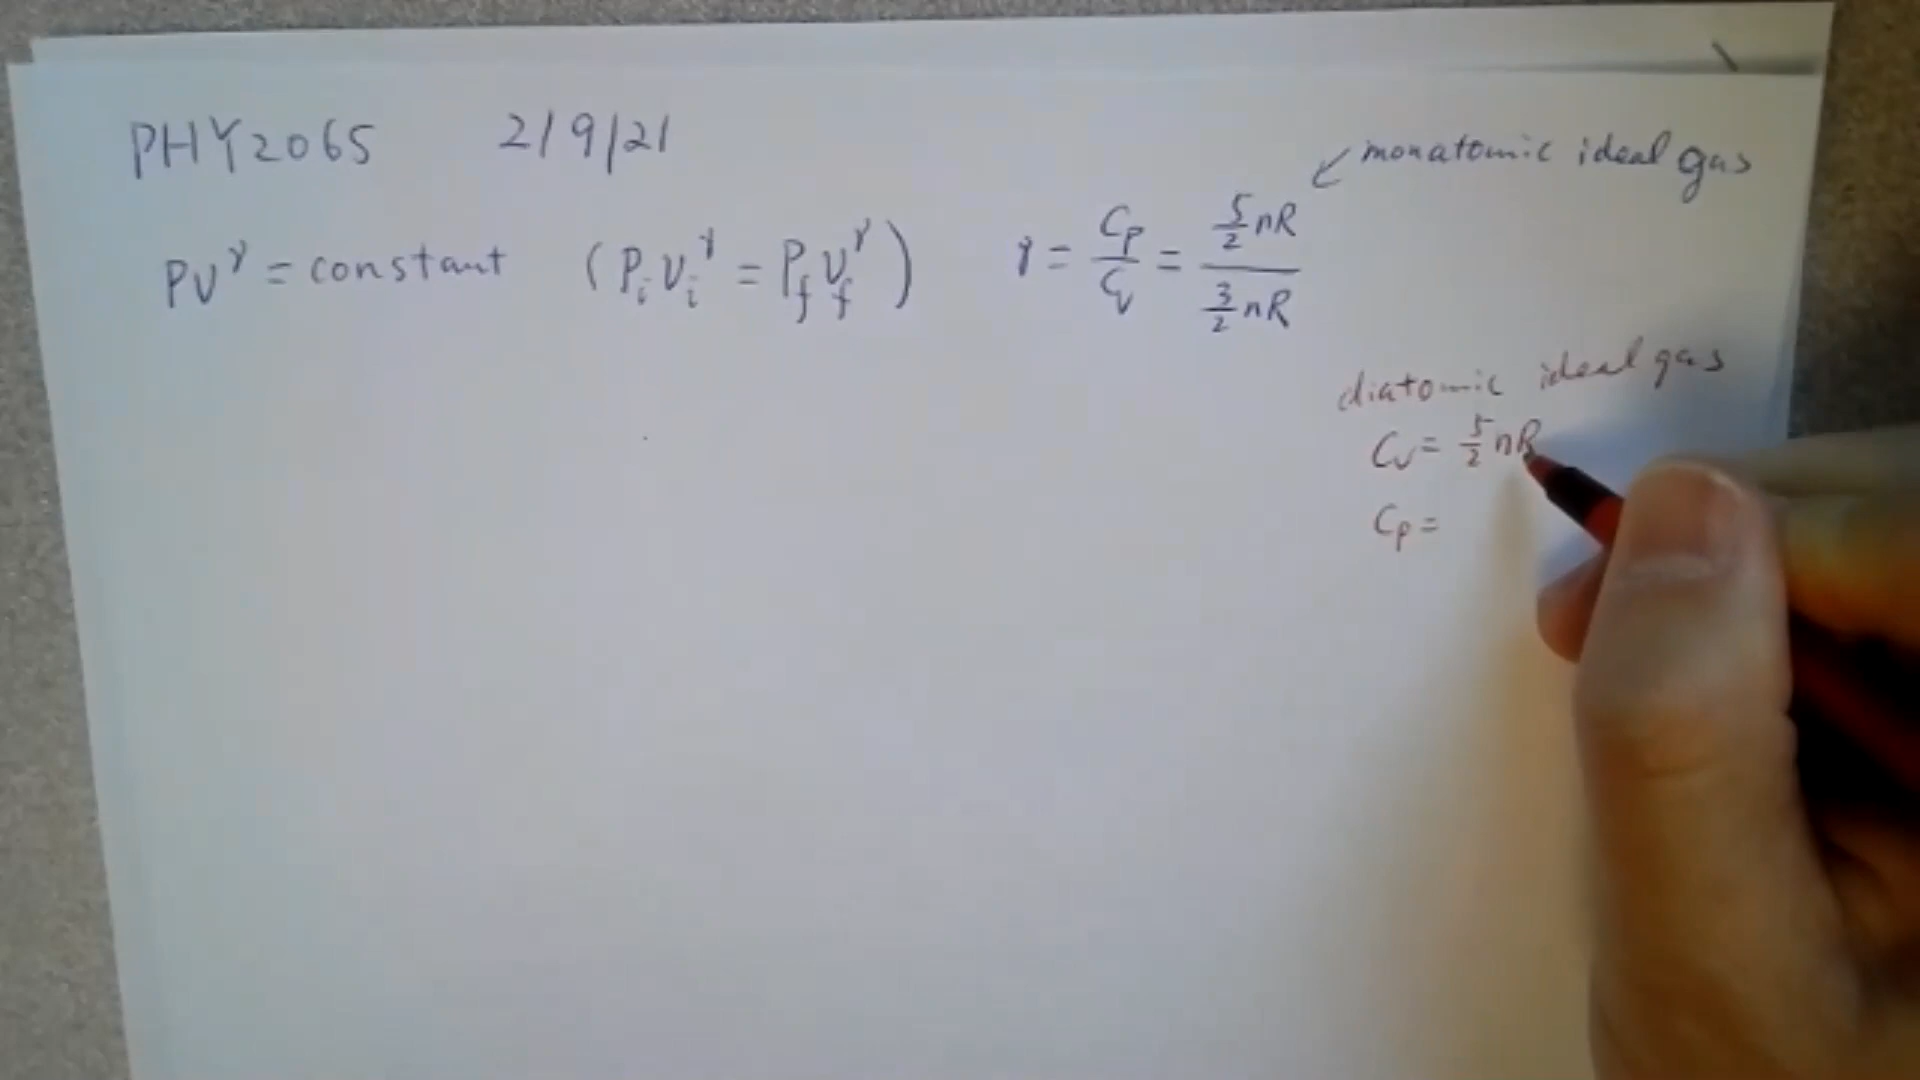 PHY2065 2/9/21
monatomic ideal gas
PV^γ = constant (P_i V_i^γ = P_f V_f^γ) γ = C_P/C_V = (5/2 nR)/(3/2 nR)
diatomic ideal gas
C_V = 5/2 nR
C_P =